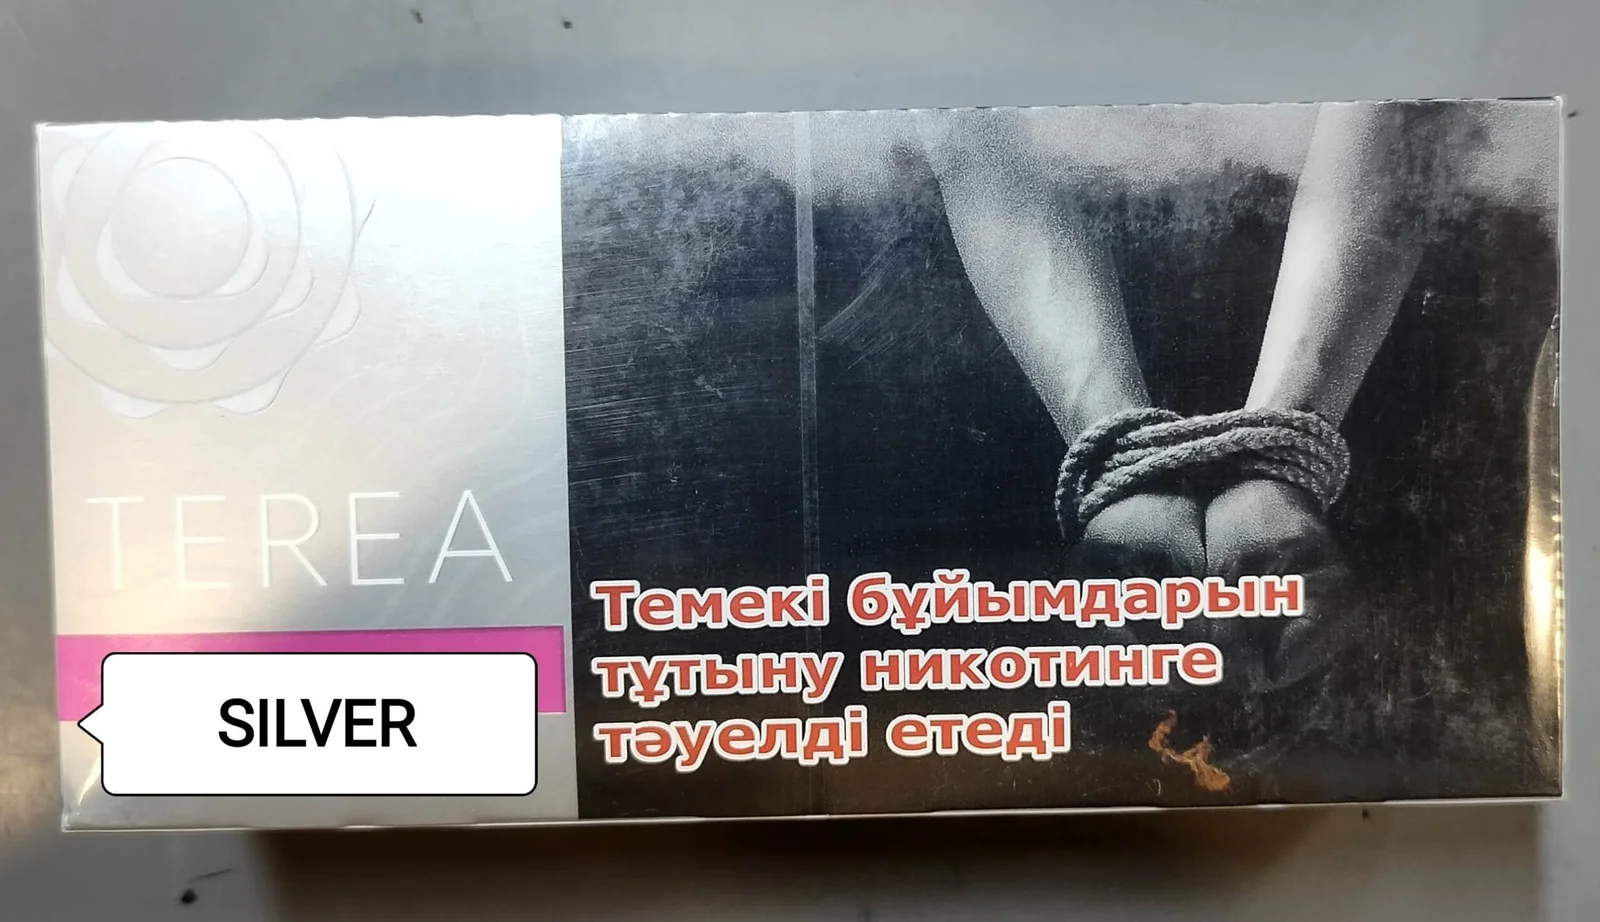 TEREA
SILVER
Темекі бұйымдарын
тұтыну никотинге
тәуелді етеді